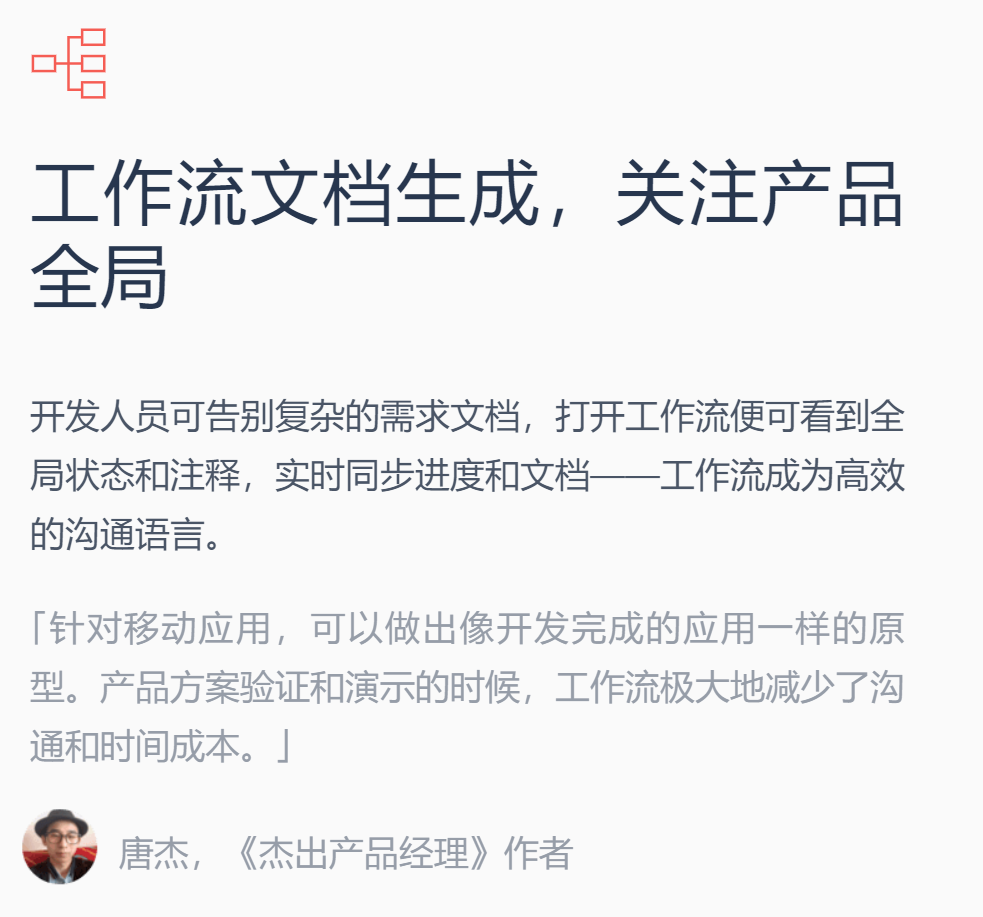 工作流文档生成，关注产品
全局
开发人员可告别复杂的需求文档，打开工作流便可看到全
局状态和注释，实时同步进度和文档——工作流成为高效
的沟通语言。
「针对移动应用，可以做出像开发完成的应用一样的原
型。产品方案验证和演示的时候，工作流极大地减少了沟
通和时间成本。」
唐杰，《杰出产品经理》作者